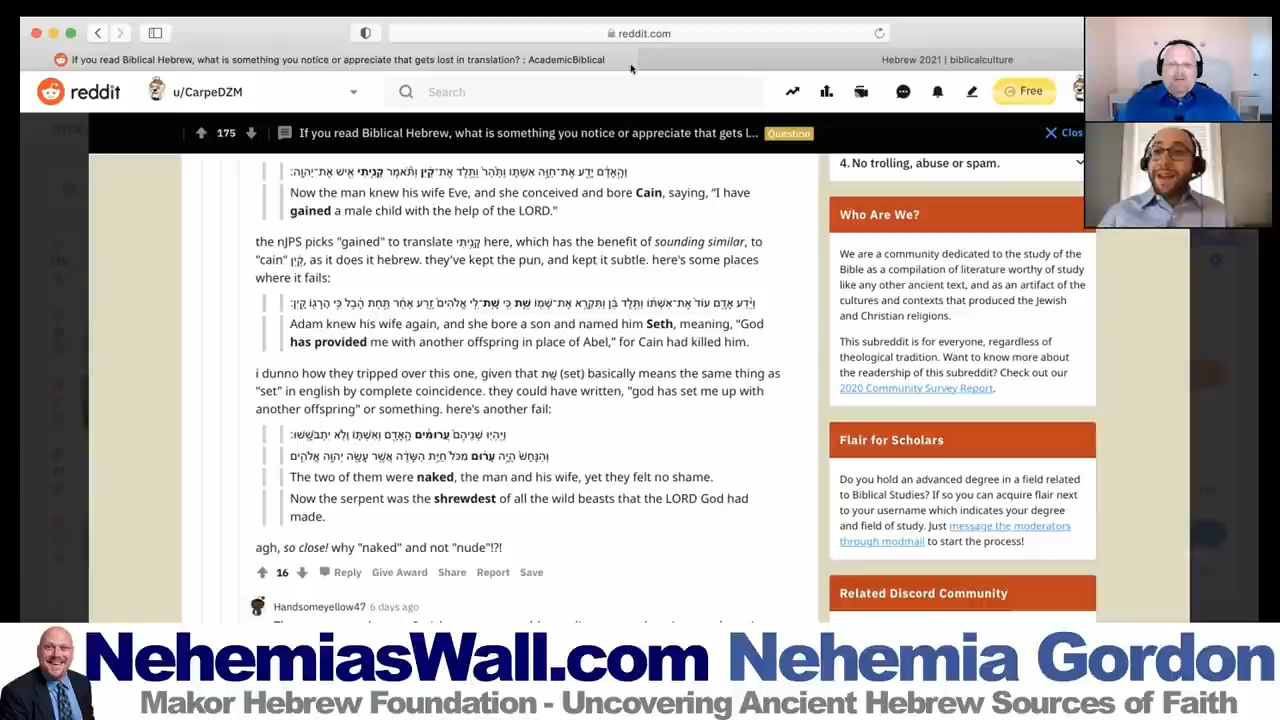 reddit.com
If you read Biblical Hebrew, what is something you notice or appreciate that gets lost in translation? : AcademicBiblical
Hebrew 2021 | biblicalculture
reddit
u/CarpeDZM
Search
Free
175
If you read Biblical Hebrew, what is something you notice or appreciate that gets l...
Question
Clos
וְהָאָדָם יָדַע אֶת־חַוָּה אִשְׁתּוֹ וַתַּהַר וַתֵּלֶד אֶת־קַיִן וַתֹּאמֶר קָנִיתִי אִישׁ אֶת־יְהוָה׃
Now the man knew his wife Eve, and she conceived and bore Cain, saying, “I have
gained a male child with the help of the LORD.”
the nJPS picks "gained" to translate קָנִיתִי here, which has the benefit of sounding similar, to
"cain" קַיִן, as it does it hebrew. they've kept the pun, and kept it subtle. here's some places
where it fails:
וַיֵּדַע אָדָם עוֹד אֶת־אִשְׁתּוֹ וַתֵּלֶד בֵּן וַתִּקְרָא אֶת־שְׁמוֹ שֵׁת כִּי שָׁת־לִי אֱלֹהִים זֶרַע אַחֵר תַּחַת הֶבֶל כִּי הֲרָגוֹ קָיִן׃
Adam knew his wife again, and she bore a son and named him Seth, meaning, “God
has provided me with another offspring in place of Abel,” for Cain had killed him.
i dunno how they tripped over this one, given that שָׁת (set) basically means the same thing as
"set" in english by complete coincidence. they could have written, "god has set me up with
another offspring" or something. here's another fail:
וַיִּהְיוּ שְׁנֵיהֶם עֲרוּמִּים הָאָדָם וְאִשְׁתּוֹ וְלֹא יִתְבֹּשָׁשׁוּ׃
וְהַנָּחָשׁ הָיָה עָרוּם מִכֹּל חַיַּת הַשָּׂדֶה אֲשֶׁר עָשָׂה יְהוָה אֱלֹהִים
The two of them were naked, the man and his wife, yet they felt no shame.
Now the serpent was the shrewdest of all the wild beasts that the LORD God had
made.
agh, so close! why "naked" and not "nude"!?!
16 Reply Give Award Share Report Save
Handsomeyellow47 6 days ago
4. No trolling, abuse or spam.
Who Are We?
We are a community dedicated to the study of the
Bible as a compilation of literature worthy of study
like any other ancient text, and as an artifact of the
cultures and contexts that produced the Jewish
and Christian religions.
This subreddit is for everyone, regardless of
theological tradition. Want to know more about
the readership of this subreddit? Check out our
2020 Community Survey Report.
Flair for Scholars
Do you hold an advanced degree in a field related
to Biblical Studies? If so you can acquire flair next
to your username which indicates your degree
and field of study. Just message the moderators
through modmail to start the process!
Related Discord Community
NehemiasWall.com Nehemia Gordon
Makor Hebrew Foundation - Uncovering Ancient Hebrew Sources of Faith